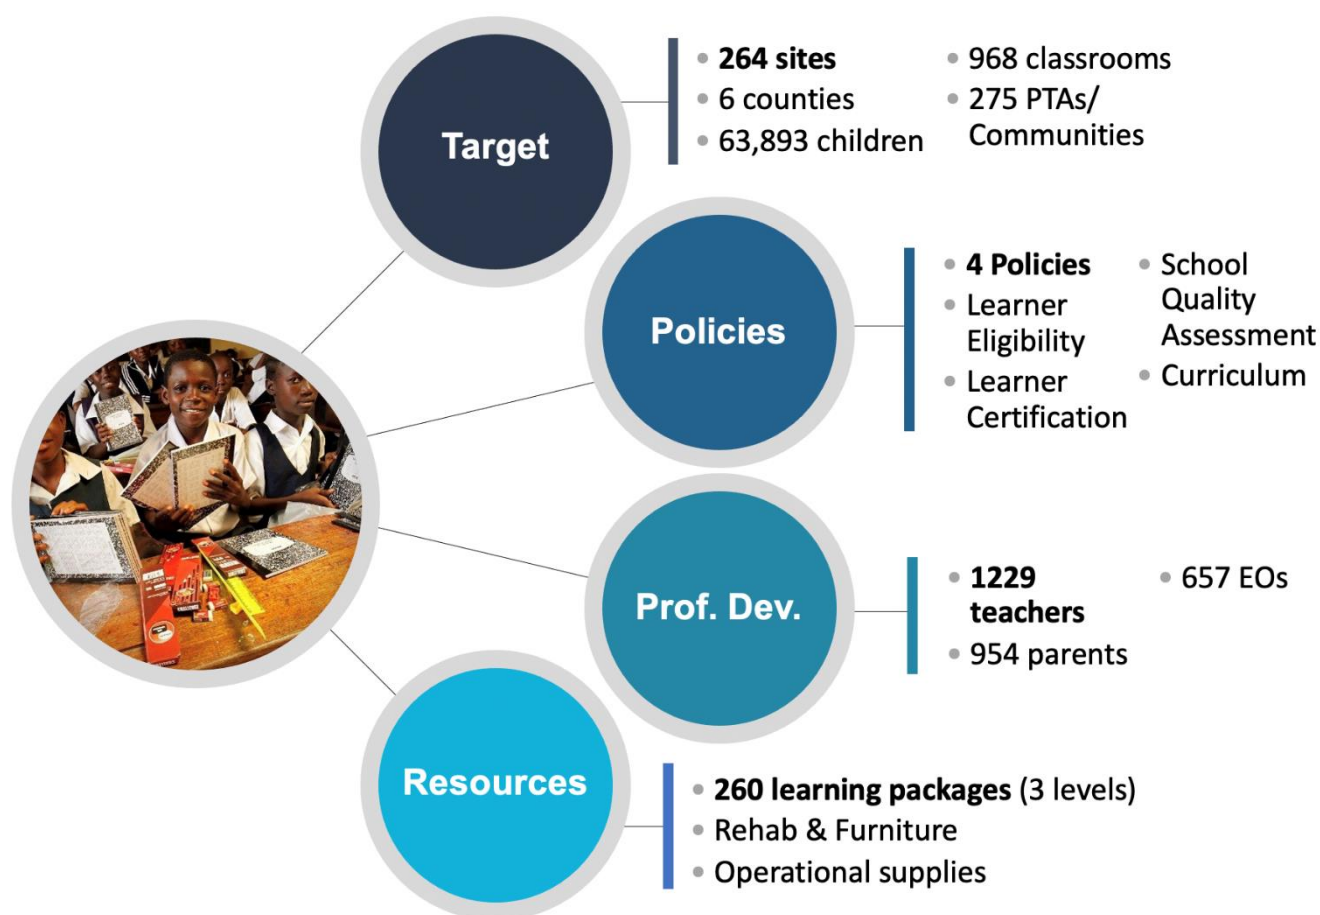 Target
264 sites
6 counties
63,893 children
968 classrooms
275 PTAs/
Communities
Policies
4 Policies
Learner
Eligibility
Learner
Certification
School
Quality
Assessment
Curriculum
Prof. Dev.
1229
teachers
954 parents
657 EOs
Resources
260 learning packages (3 levels)
Rehab & Furniture
Operational supplies